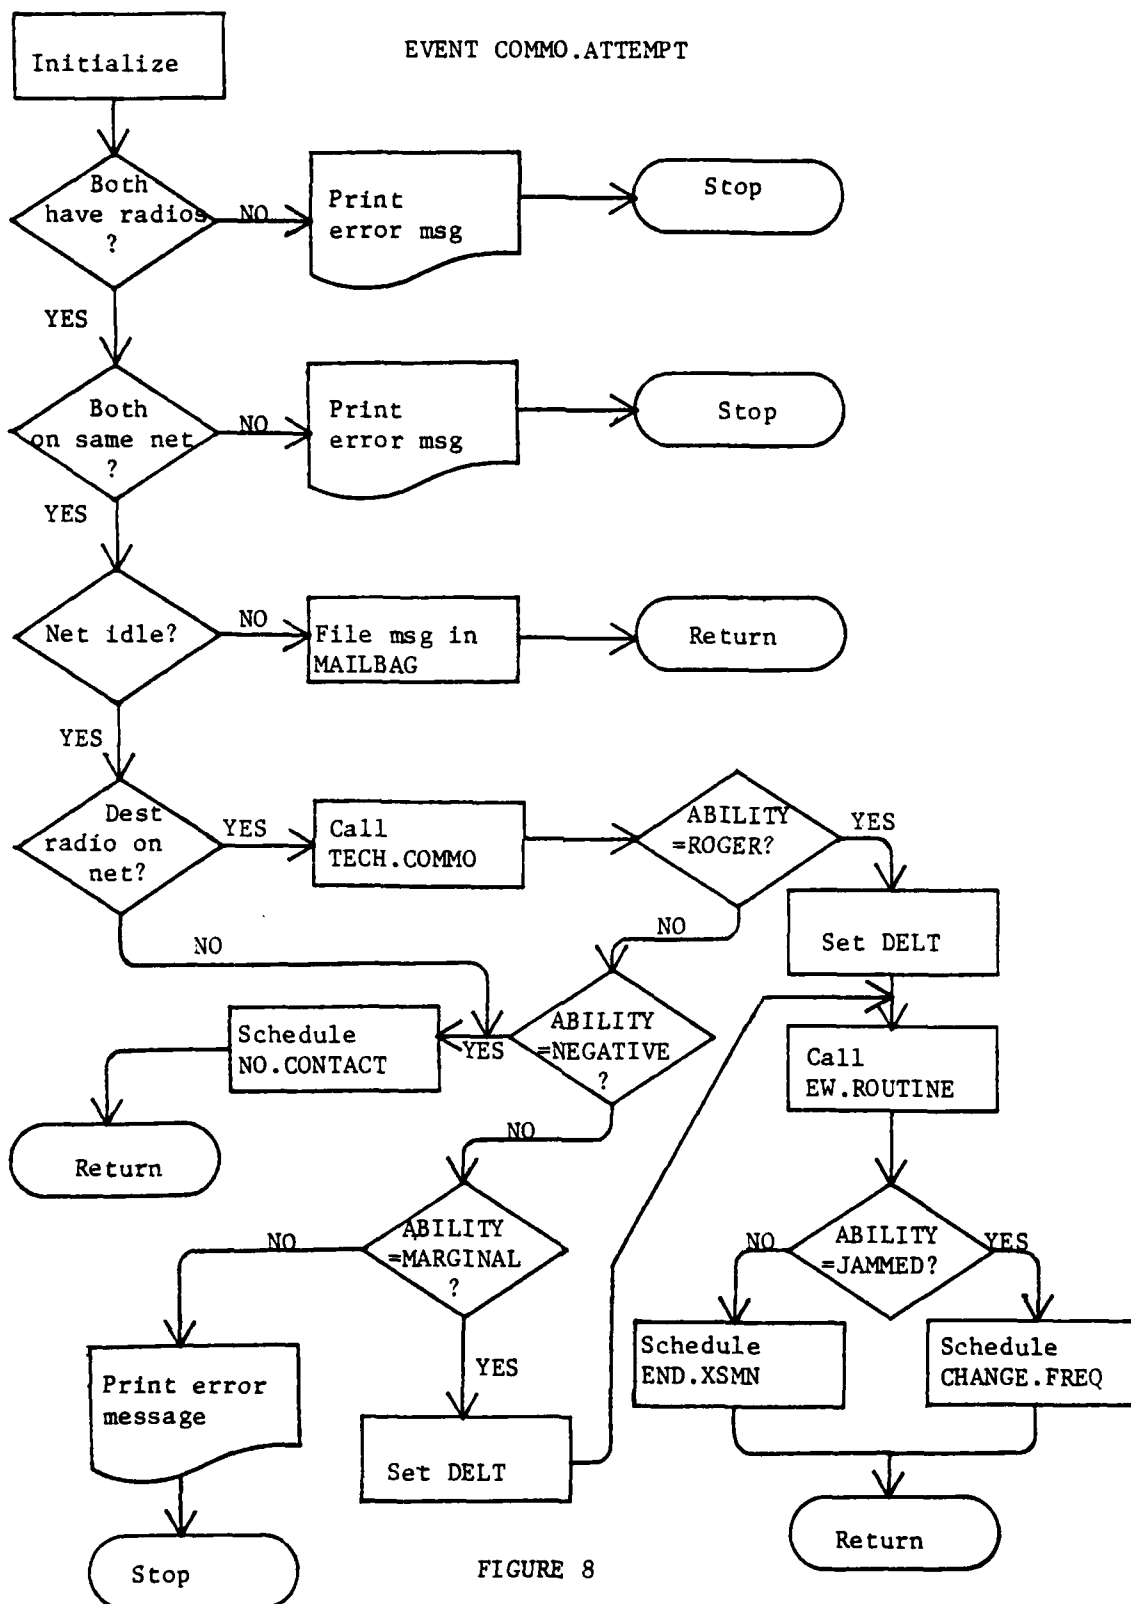 EVENT COMMO.ATTEMPT
Initialize
Both
have radios
?
NO
Print
error msg
Stop
YES
Both
on same net
?
NO
Print
error msg
Stop
YES
Net idle?
NO
File msg in
MAILBAG
Return
YES
Dest
radio on
net?
YES
Call
TECH.COMMO
ABILITY
=ROGER?
YES
NO
NO
Set DELT
Schedule
NO.CONTACT
YES
ABILITY
=NEGATIVE
?
Call
EW.ROUTINE
Return
NO
ABILITY
=MARGINAL
?
NO
YES
NO
ABILITY
=JAMMED?
YES
Schedule
END.XSMN
Schedule
CHANGE.FREQ
Print error
message
Set DELT
Return
Stop
FIGURE 8